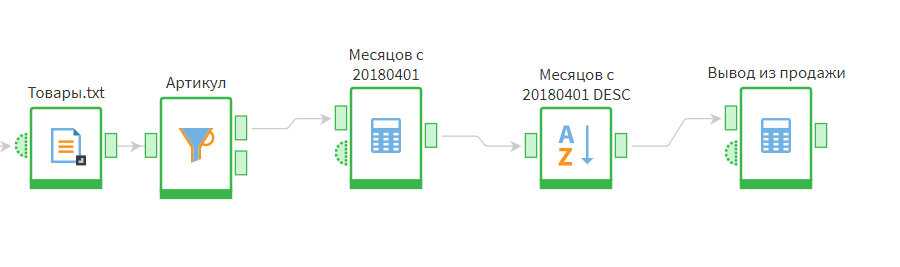 Товары.txt
Артикул
Месяцов с
20180401
Месяцов с
20180401 DESC
A
Z
Вывод из продажи